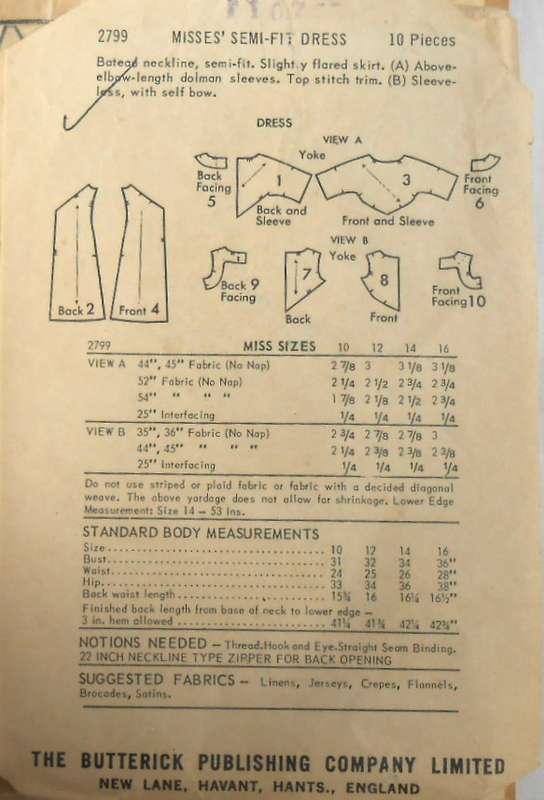 2799 MISSES' SEMI-FIT DRESS 10 Pieces
Bateau neckline, semi-fit. Slightly flared skirt. (A) Above-
elbow-length dolman sleeves. Top stitch trim. (B) Sleeve-
less, with self bow.
DRESS
VIEW A
Yoke
Back Facing 5
1
Back and Sleeve
3
Front and Sleeve
Front Facing 6
Back 2
Front 4
VIEW B
Yoke
Back 9 Facing
7
Back
8
Front
Front Facing 10
2799 MISS SIZES 10 12 14 16
VIEW A 44", 45" Fabric (No Nap) 2 7/8 3 3 1/8 3 1/8
52" Fabric (No Nap) 2 1/4 2 1/2 2 3/4 2 3/4
54" " " " 1 7/8 2 1/8 2 1/2 2 3/4
25" Interfacing 1/4 1/4 1/4 1/4
VIEW B 35", 36" Fabric (No Nap) 2 3/4 2 7/8 2 7/8 3
44", 45" " " " 2 1/4 2 3/8 2 3/8 2 3/8
25" Interfacing 1/4 1/4 1/4 1/4
Do not use striped or plaid fabric or fabric with a decided diagonal
weave. The above yardage does not allow for shrinkage. Lower Edge
Measurement: Size 14 – 53 Ins.
STANDARD BODY MEASUREMENTS
Size 10 12 14 16
Bust 31 32 34 36"
Waist 24 25 26 28"
Hip 33 34 36 38"
Back waist length 15¾ 16 16¼ 16½"
Finished back length from base of neck to lower edge –
3 in. hem allowed 41¼ 41¾ 42¼ 42¾"
NOTIONS NEEDED – Thread.Hook and Eye.Straight Seam Binding.
22 INCH NECKLINE TYPE ZIPPER FOR BACK OPENING
SUGGESTED FABRICS – Linens, Jerseys, Crepes, Flannels,
Brocades, Satins.
THE BUTTERICK PUBLISHING COMPANY LIMITED
NEW LANE, HAVANT, HANTS., ENGLAND